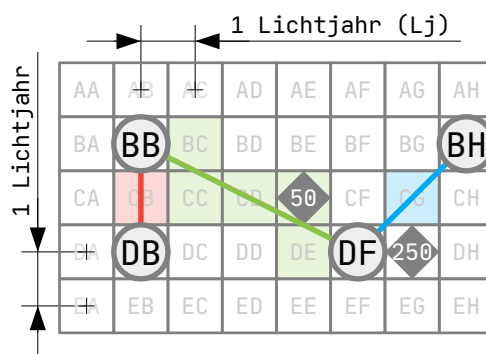 1 Lichtjahr (Lj)
1 Lichtjahr
AA AB AC AD AE AF AG AH
BA BB BC BD BE BF BG BH
CA CB CC CD 50 CF CG CH
DA DB DC DD DE DF 250 DH
EA EB EC ED EE EF EG EH